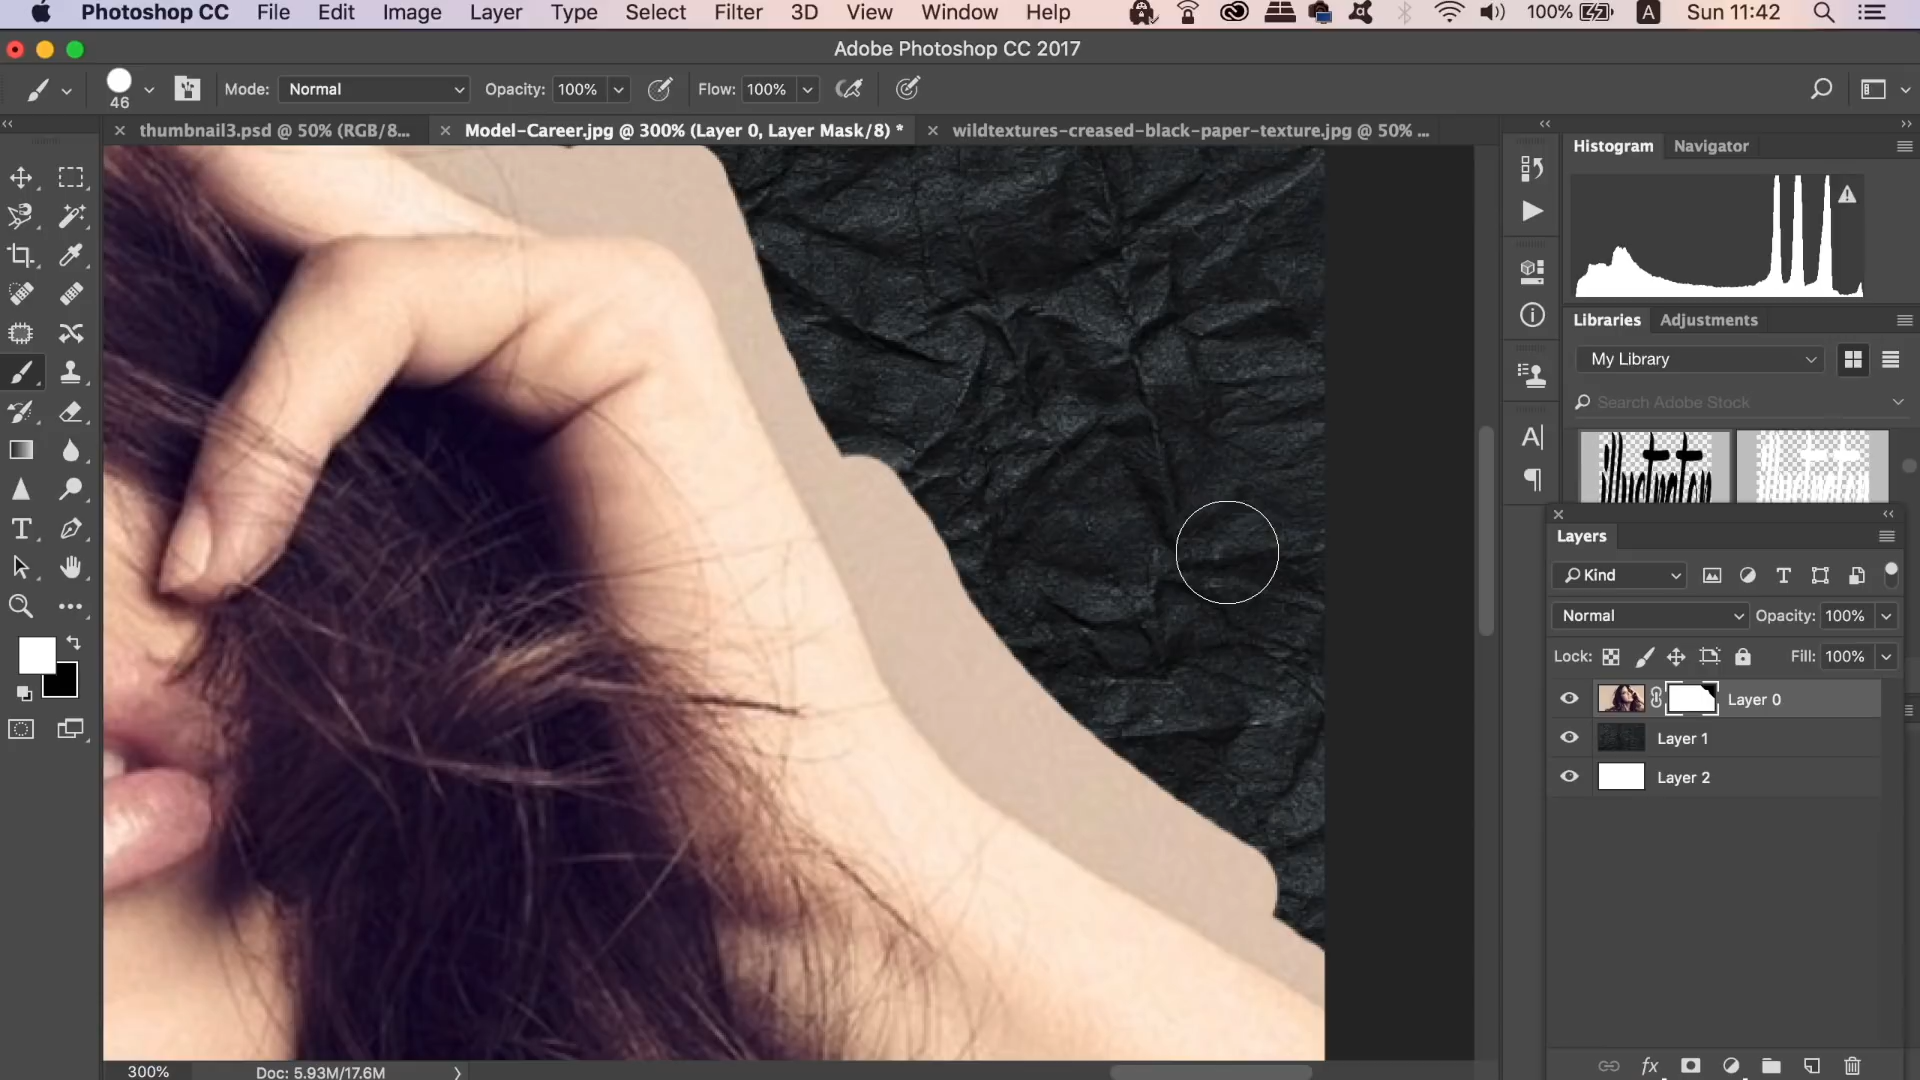 Photoshop CC File Edit Image Layer Type Select Filter 3D View Window Help 100% A Sun 11:42
Adobe Photoshop CC 2017
46 Mode: Normal Opacity: 100% Flow: 100%
thumbnail3.psd @ 50% (RGB/8... Model-Career.jpg @ 300% (Layer 0, Layer Mask/8) * wildtextures-creased-black-paper-texture.jpg @ 50% ...
Histogram Navigator
Libraries Adjustments
My Library
Search Adobe Stock
Layers
Kind
Normal Opacity: 100%
Lock: Fill: 100%
Layer 0
Layer 1
Layer 2
fx
300% Doc: 5.93M/17.6M